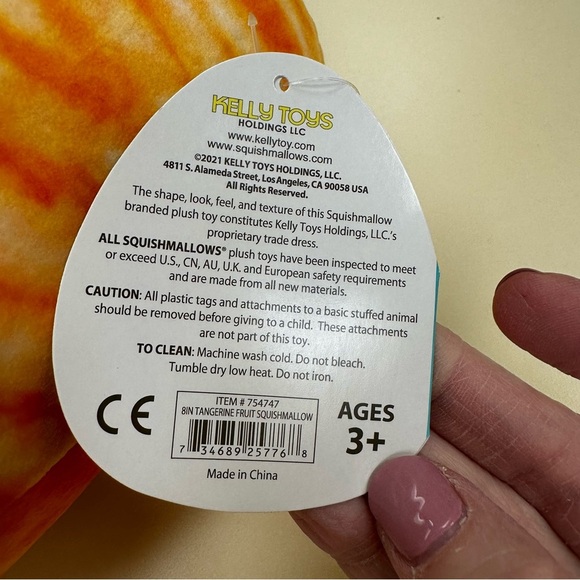 KELLY TOYS
HOLDINGS LLC
www.kellytoy.com
www.squishmallows.com
©2021 KELLY TOYS HOLDINGS, LLC.
4811 S. Alameda Street, Los Angeles, CA 90058 USA
All Rights Reserved.
The shape, look, feel, and texture of this Squishmallow
branded plush toy constitutes Kelly Toys Holdings, LLC.'s
proprietary trade dress.
ALL SQUISHMALLOWS® plush toys have been inspected to meet
or exceed U.S., CN, AU, U.K. and European safety requirements
and are made from all new materials.
CAUTION: All plastic tags and attachments to a basic stuffed animal
should be removed before giving to a child. These attachments
are not part of this toy.
TO CLEAN: Machine wash cold. Do not bleach.
Tumble dry low heat. Do not iron.
CE
ITEM # 754747
8IN TANGERINE FRUIT SQUISHMALLOW
7 34689 25776 8
Made in China
AGES
3+